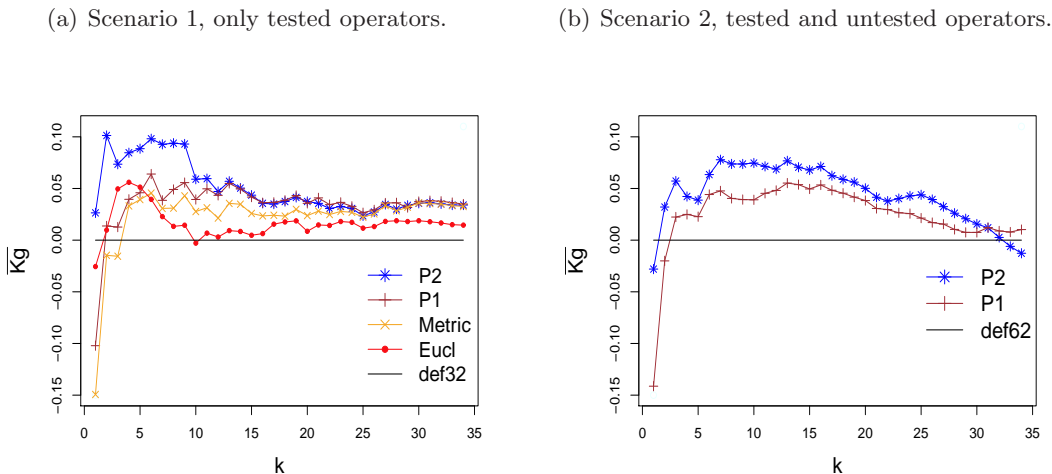 (a) Scenario 1, only tested operators.
(b) Scenario 2, tested and untested operators.
0.10
0.05
0.00
−0.05
−0.10
−0.15
Kg
0 5 10 15 20 25 30 35
k
P2
P1
Metric
Eucl
def32
0.10
0.05
0.00
−0.05
−0.10
−0.15
Kg
0 5 10 15 20 25 30 35
k
P2
P1
def62